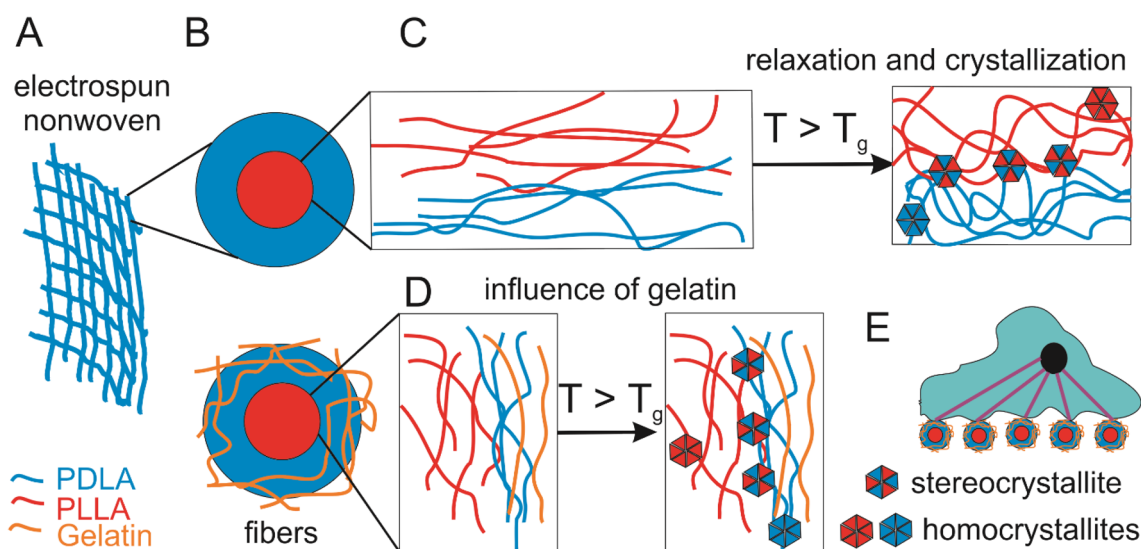 A
B
C
electrospun
nonwoven
relaxation and crystallization
T > Tg
D
influence of gelatin
T > Tg
E
PDLA
PLLA
Gelatin
fibers
stereocrystallite
homocrystallites